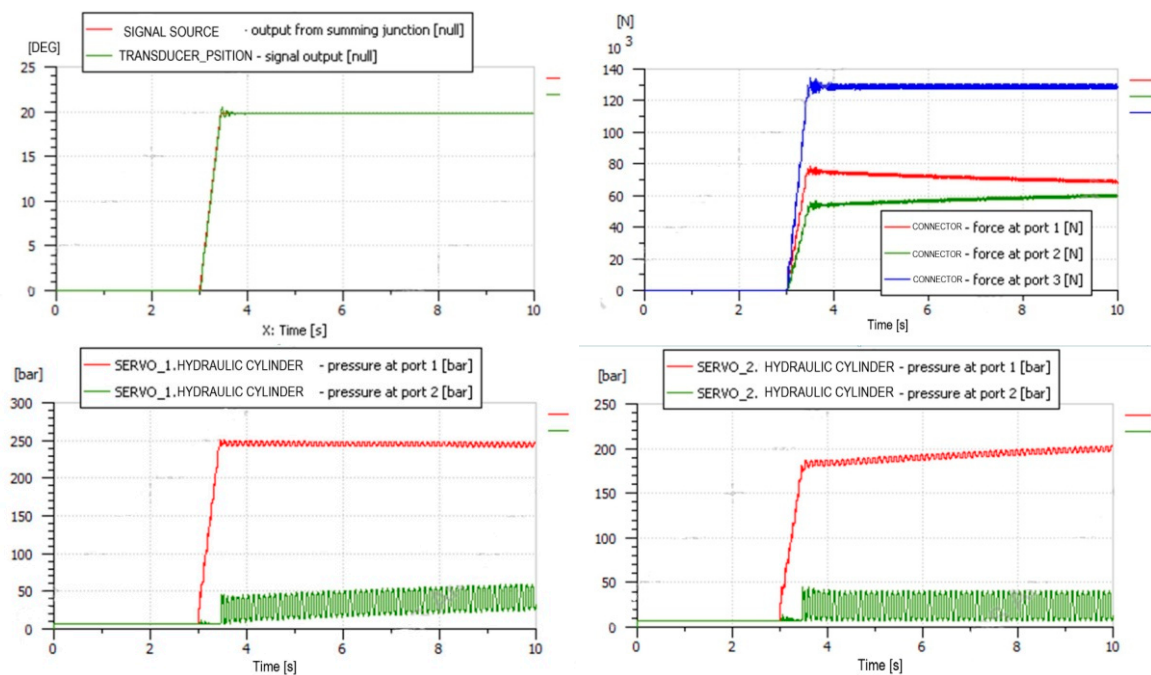 SIGNAL SOURCE - output from summing junction [null]
[DEG]
TRANSDUCER_PSITION - signal output [null]
25
20
15
10
5
0
0 2 4 6 8 10
X: Time [s]
[N]
10 3
140
120
100
80
60
40
20
0
CONNECTOR - force at port 1 [N]
CONNECTOR - force at port 2 [N]
CONNECTOR - force at port 3 [N]
0 2 4 6 8 10
Time [s]
SERVO_1.HYDRAULIC CYLINDER - pressure at port 1 [bar]
[bar]
SERVO_1.HYDRAULIC CYLINDER - pressure at port 2 [bar]
300
250
200
150
100
50
0
0 2 4 6 8 10
Time [s]
SERVO_2. HYDRAULIC CYLINDER - pressure at port 1 [bar]
[bar]
SERVO_2. HYDRAULIC CYLINDER - pressure at port 2 [bar]
250
200
150
100
50
0
0 2 4 6 8 10
Time [s]